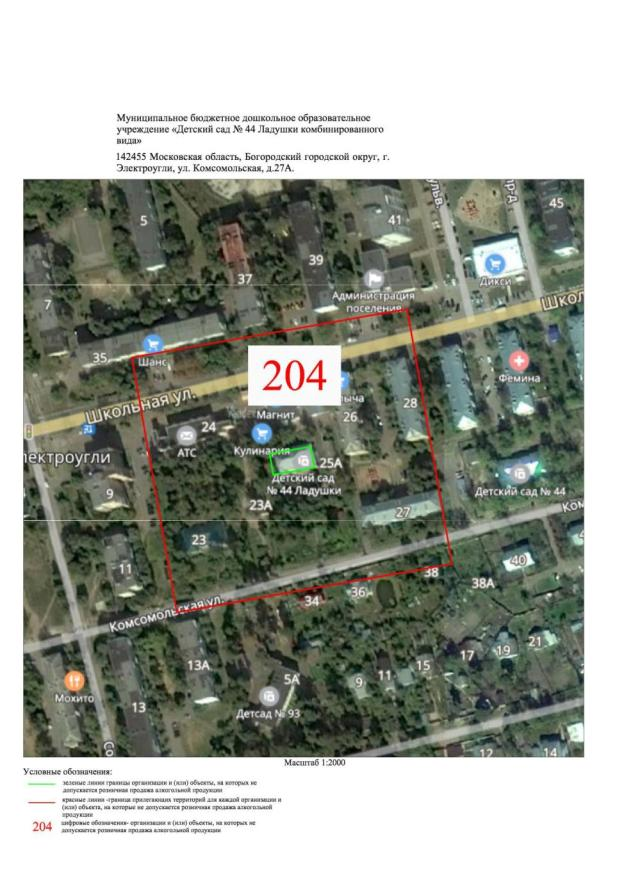 Муниципальное бюджетное дошкольное образовательное
учреждение «Детский сад № 44 Ладушки комбинированного
вида»
142455 Московская область, Богородский городской округ, г.
Электроугли, ул. Комсомольская, д.27А.
5
41
45
39
37
Дикси
7
Администрация
поселения
Школ
35
Шанс
204
Фемина
Школьная ул.
28
24
Магнит
26
лектроугли
АТС
Кулинария
25А
Детский сад
№ 44 Ладушки
Детский сад № 44
9
23А
27
Ком
23
11
40
38
38А
Комсомольская ул.
34
36
21
19
17
13А
15
11
9
5А
Мохито
13
Детсад № 93
12
14
Масштаб 1:2000
Условные обозначения:
зеленые линии границы организации и (или) объекты, на которых не
допускается розничная продажа алкогольной продукции
красные линии -граница прилегающих территорий для каждой организации и
(или) объекта, на которые не допускается розничная продажа алкогольной
продукции
204
цифровые обозначения- организации и (или) объекты, на которых не
допускается розничная продажа алкогольной продукции